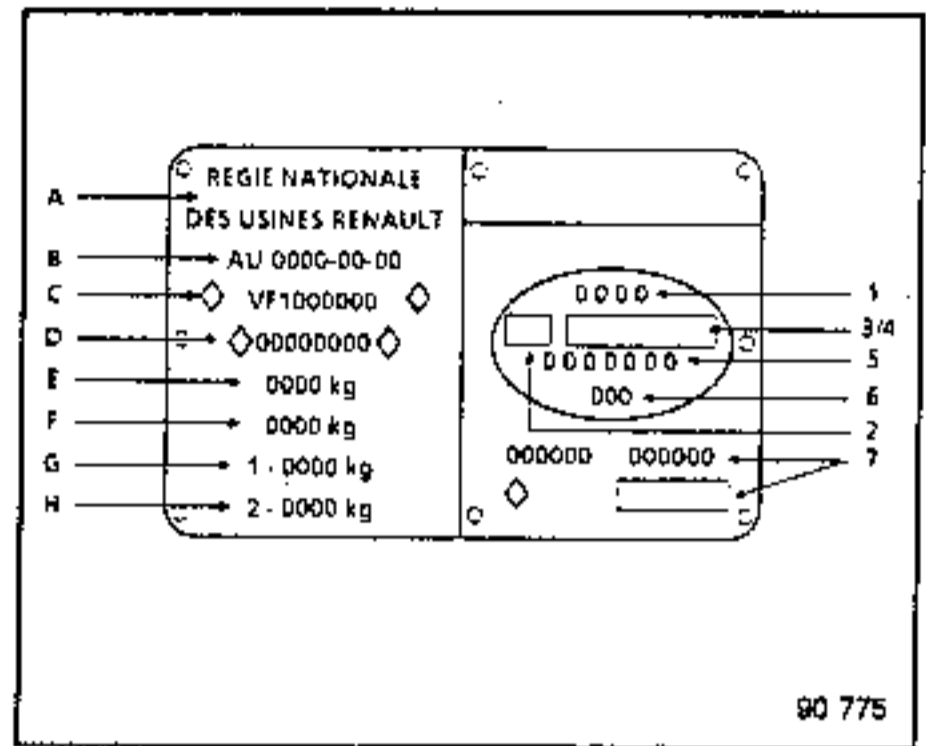 A
REGIE NATIONALE
DES USINES RENAULT
B
AU 0000-00-00
C
VF1000000
D
00000000
E
0000 kg
F
0000 kg
G
1 - 0000 kg
H
2 - 0000 kg
0000
1
3/4
0000000
5
000
6
2
000000 000000
7
90 775